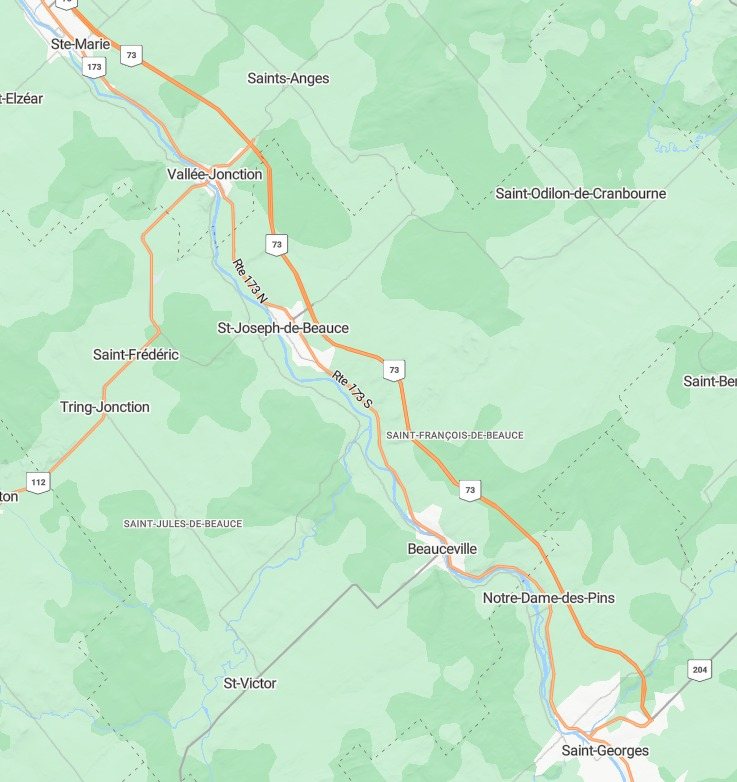 73
Ste-Marie
73
173
Saints-Anges
t-Elzéar
Vallée-Jonction
Saint-Odilon-de-Cranbourne
73
Rte 173 N
St-Joseph-de-Beauce
Saint-Frédéric
73
Rte 173 S
Saint-Ber
Tring-Jonction
SAINT-FRANÇOIS-DE-BEAUCE
112
73
ton
SAINT-JULES-DE-BEAUCE
Beauceville
Notre-Dame-des-Pins
204
St-Victor
Saint-Georges